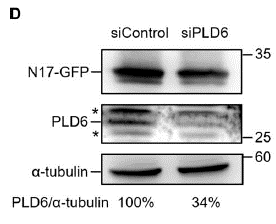 D
siControl siPLD6
35
N17-GFP
*
PLD6
*
25
60
α-tubulin
PLD6/α-tubulin 100% 34%